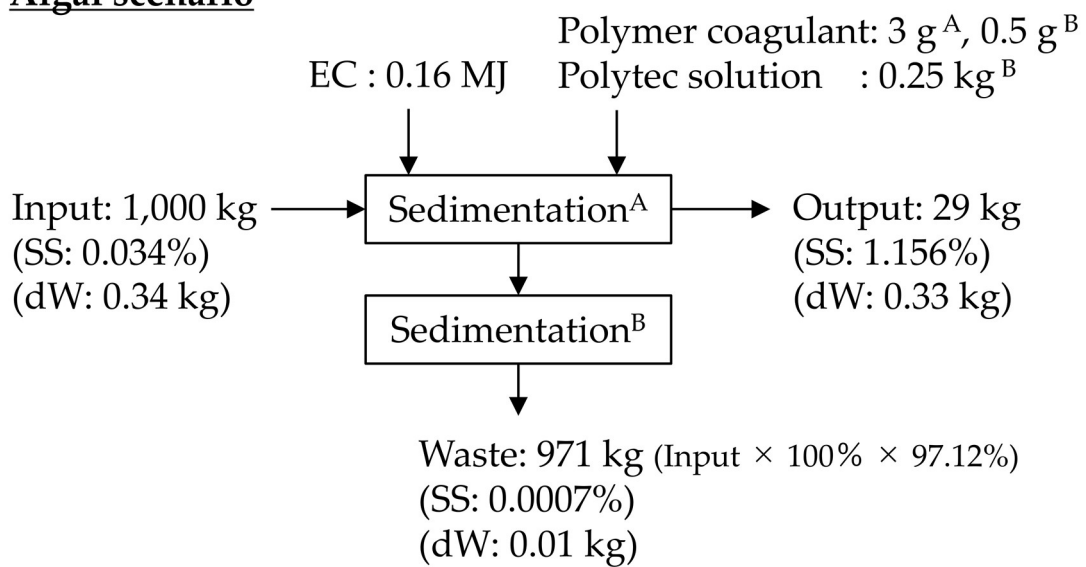 Algal scenario
Polymer coagulant: 3 g A, 0.5 g B
EC : 0.16 MJ
Polytec solution : 0.25 kg B
Input: 1,000 kg
(SS: 0.034%)
(dW: 0.34 kg)
Sedimentation A
Output: 29 kg
(SS: 1.156%)
(dW: 0.33 kg)
Sedimentation B
Waste: 971 kg (Input × 100% × 97.12%)
(SS: 0.0007%)
(dW: 0.01 kg)